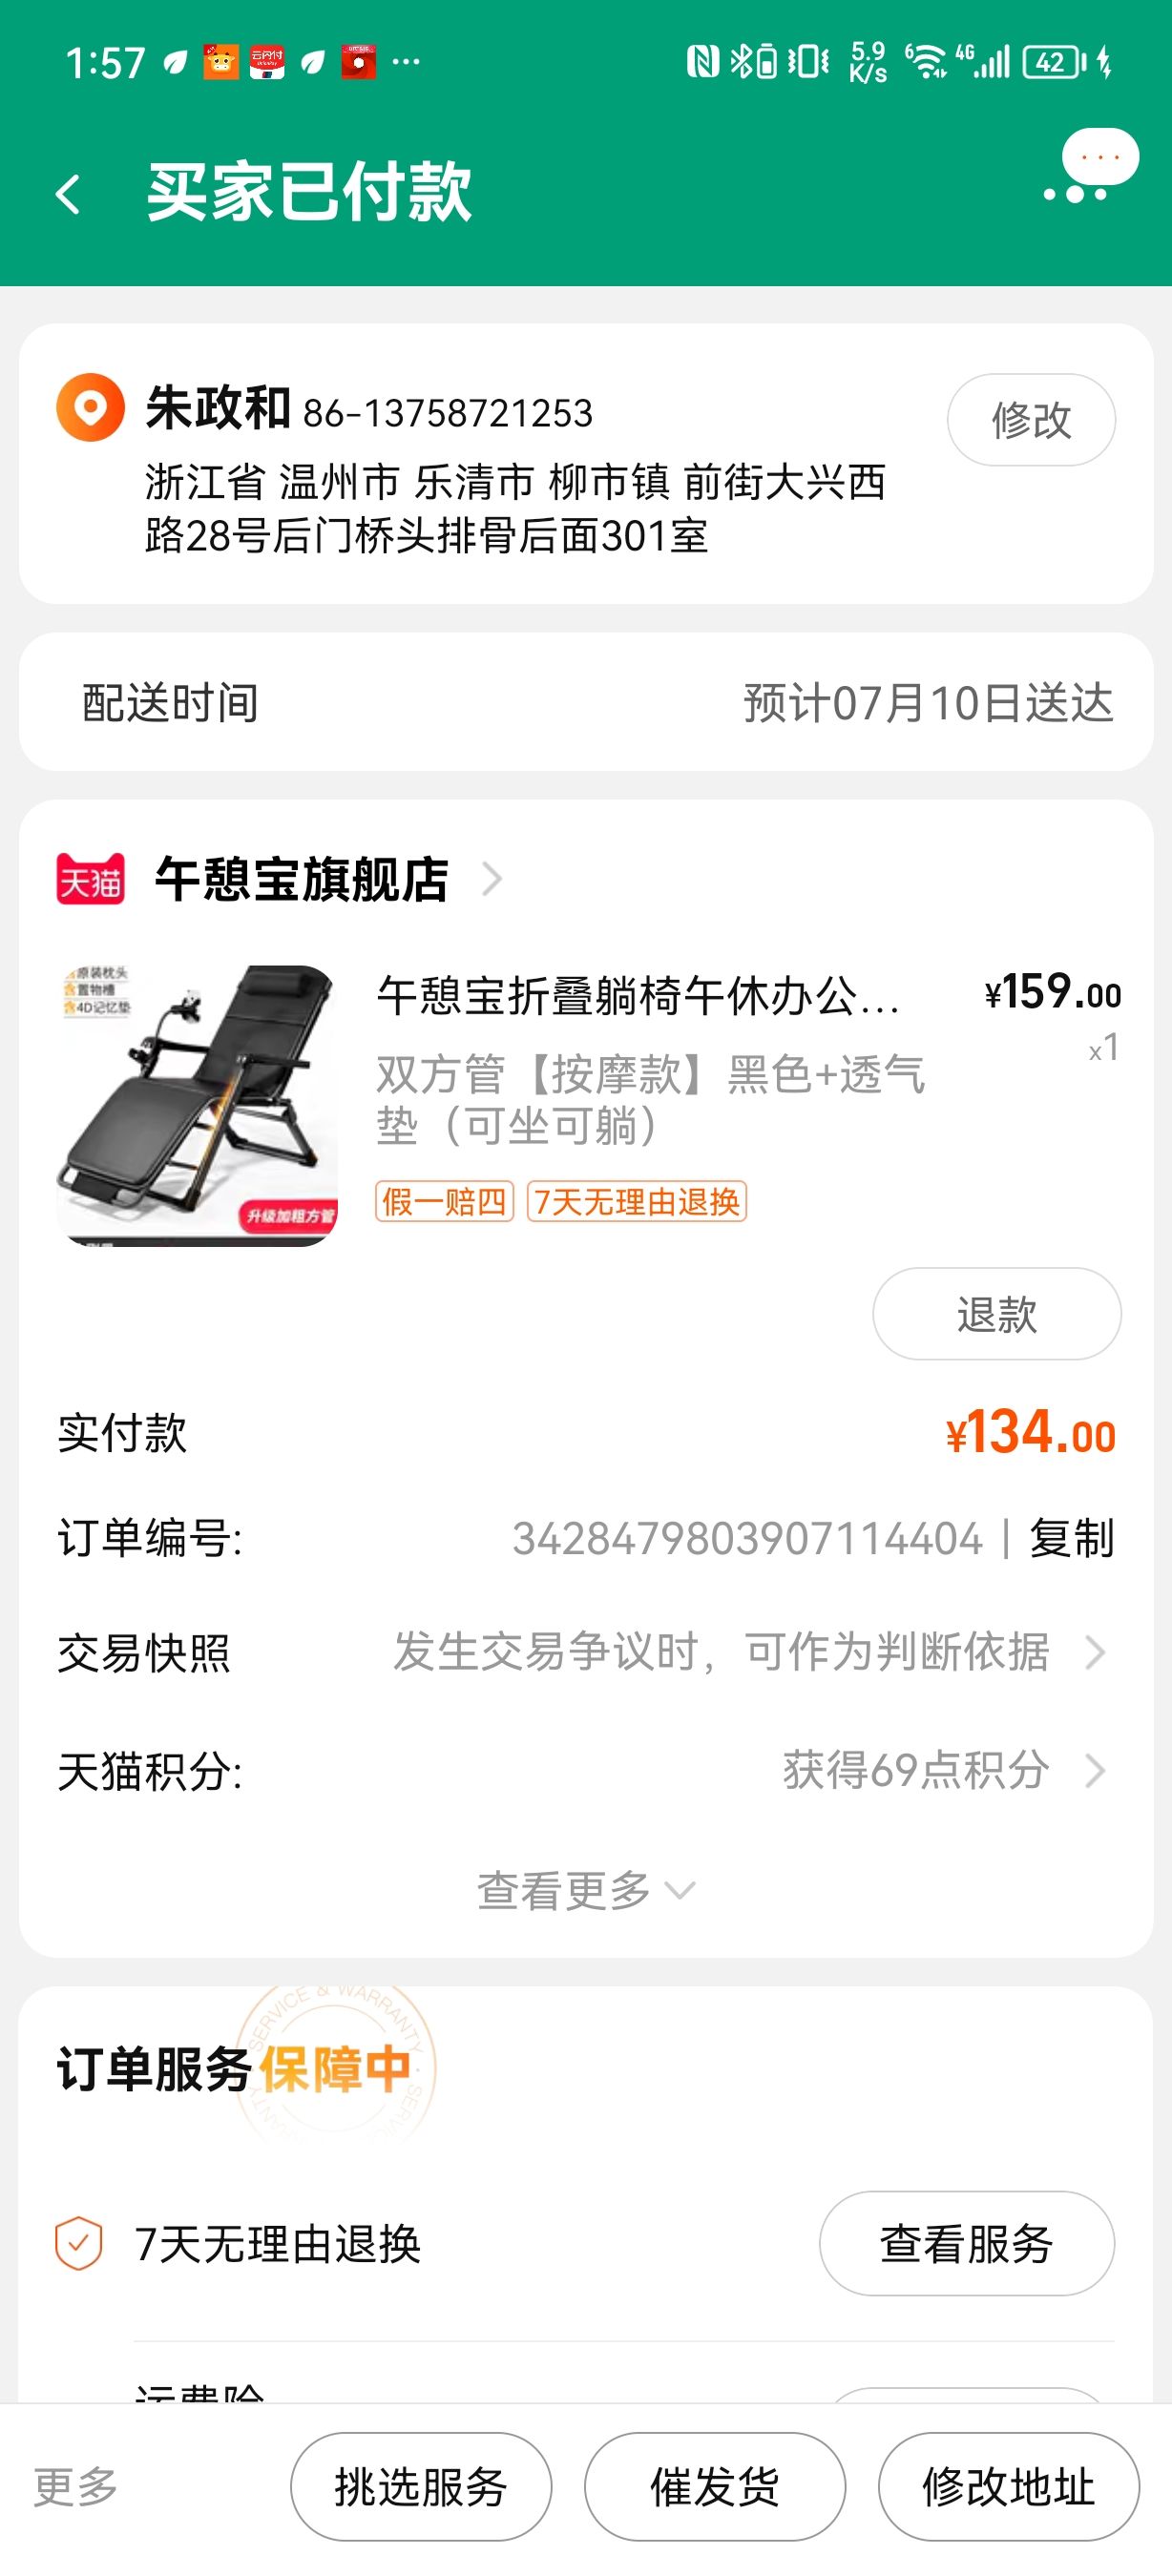 1:57
5.9
K/s
6
4G
42
买家已付款
朱政和 86-13758721253
修改
浙江省 温州市 乐清市 柳市镇 前街大兴西
路28号后门桥头排骨后面301室
配送时间
预计07月10日送达
天猫 午憩宝旗舰店
原装枕头
含置物槽
含4D记忆垫
升级加粗方管
午憩宝折叠躺椅午休办公...
¥159.00
x1
双方管【按摩款】黑色+透气
垫（可坐可躺）
假一赔四 7天无理由退换
退款
实付款
¥134.00
订单编号:
3428479803907114404 | 复制
交易快照
发生交易争议时，可作为判断依据
天猫积分:
获得69点积分
查看更多
SERVICE & WARRANTY
订单服务保障中
7天无理由退换
查看服务
运费险
更多
挑选服务
催发货
修改地址